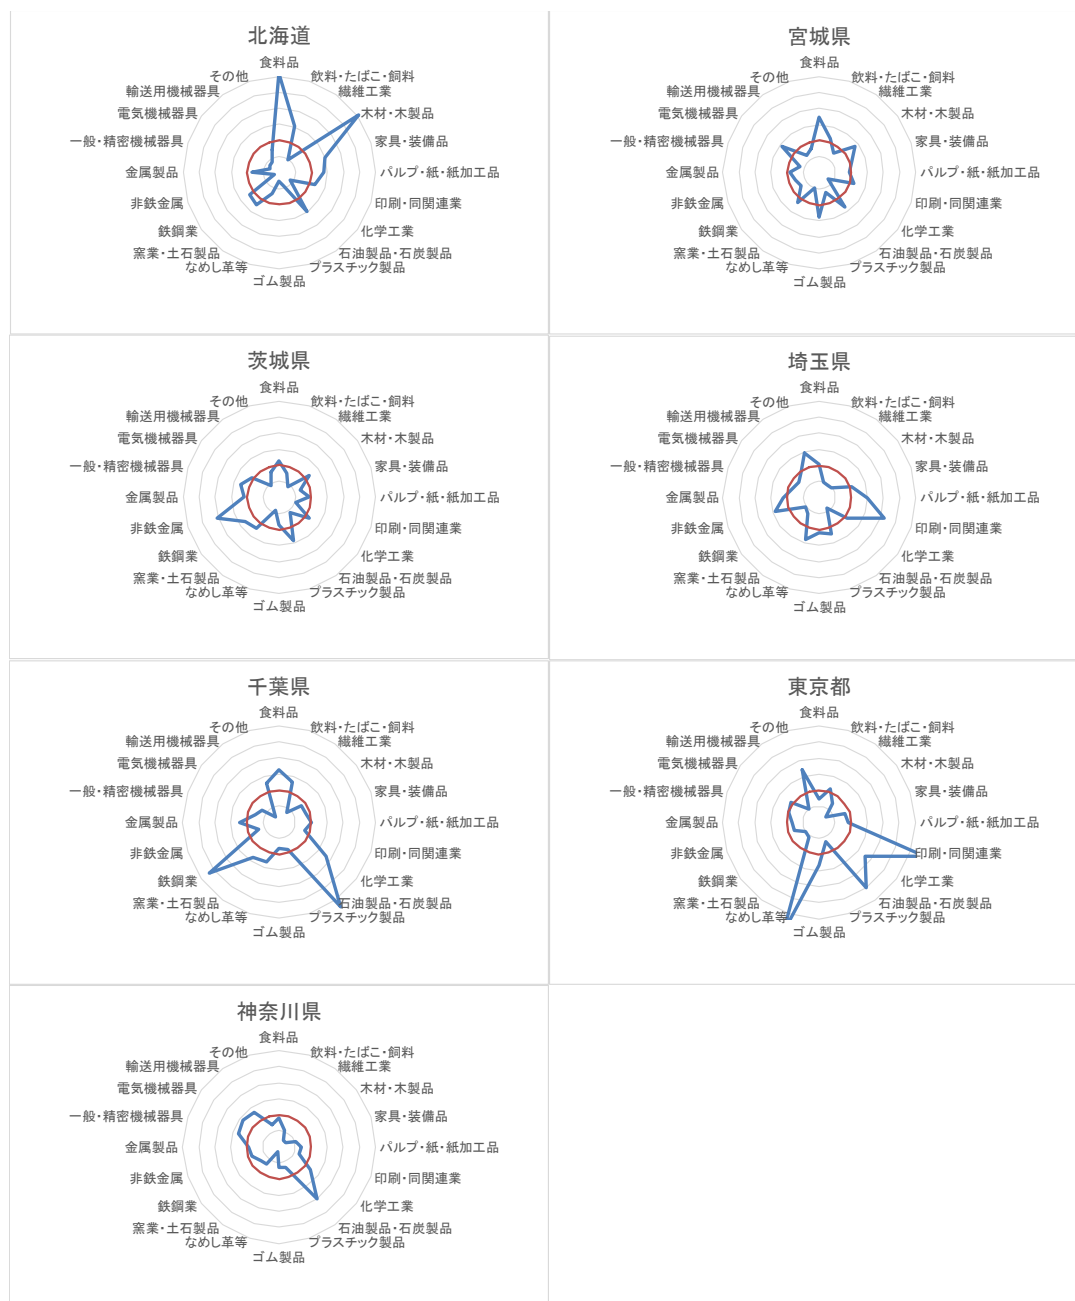 北海道
食料品
その他 飲料・たばこ・飼料
輸送用機械器具 繊維工業
電気機械器具 木材・木製品
一般・精密機械器具 家具・装備品
金属製品 パルプ・紙・紙加工品
非鉄金属 印刷・同関連業
鉄鋼業 化学工業
窯業・土石製品 石油製品・石炭製品
なめし革等 プラスチック製品
ゴム製品
宮城県
食料品
その他 飲料・たばこ・飼料
輸送用機械器具 繊維工業
電気機械器具 木材・木製品
一般・精密機械器具 家具・装備品
金属製品 パルプ・紙・紙加工品
非鉄金属 印刷・同関連業
鉄鋼業 化学工業
窯業・土石製品 石油製品・石炭製品
なめし革等 プラスチック製品
ゴム製品
茨城県
食料品
その他 飲料・たばこ・飼料
輸送用機械器具 繊維工業
電気機械器具 木材・木製品
一般・精密機械器具 家具・装備品
金属製品 パルプ・紙・紙加工品
非鉄金属 印刷・同関連業
鉄鋼業 化学工業
窯業・土石製品 石油製品・石炭製品
なめし革等 プラスチック製品
ゴム製品
埼玉県
食料品
その他 飲料・たばこ・飼料
輸送用機械器具 繊維工業
電気機械器具 木材・木製品
一般・精密機械器具 家具・装備品
金属製品 パルプ・紙・紙加工品
非鉄金属 印刷・同関連業
鉄鋼業 化学工業
窯業・土石製品 石油製品・石炭製品
なめし革等 プラスチック製品
ゴム製品
千葉県
食料品
その他 飲料・たばこ・飼料
輸送用機械器具 繊維工業
電気機械器具 木材・木製品
一般・精密機械器具 家具・装備品
金属製品 パルプ・紙・紙加工品
非鉄金属 印刷・同関連業
鉄鋼業 化学工業
窯業・土石製品 石油製品・石炭製品
なめし革等 プラスチック製品
ゴム製品
東京都
食料品
その他 飲料・たばこ・飼料
輸送用機械器具 繊維工業
電気機械器具 木材・木製品
一般・精密機械器具 家具・装備品
金属製品 パルプ・紙・紙加工品
非鉄金属 印刷・同関連業
鉄鋼業 化学工業
窯業・土石製品 石油製品・石炭製品
なめし革等 プラスチック製品
ゴム製品
神奈川県
食料品
その他 飲料・たばこ・飼料
輸送用機械器具 繊維工業
電気機械器具 木材・木製品
一般・精密機械器具 家具・装備品
金属製品 パルプ・紙・紙加工品
非鉄金属 印刷・同関連業
鉄鋼業 化学工業
窯業・土石製品 石油製品・石炭製品
なめし革等 プラスチック製品
ゴム製品